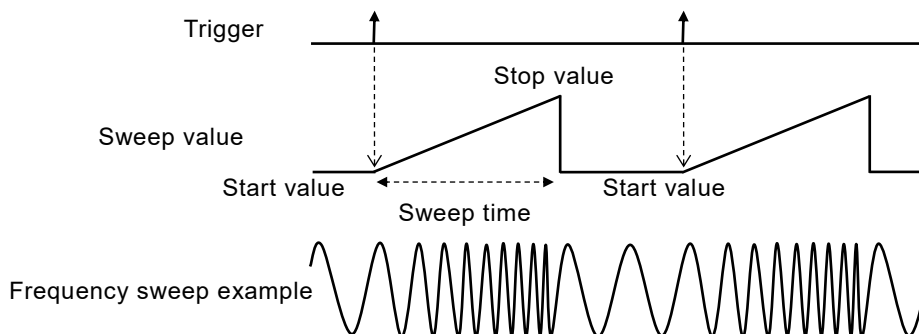 Trigger
Stop value
Sweep value
Start value
Start value
Sweep time
Frequency sweep example